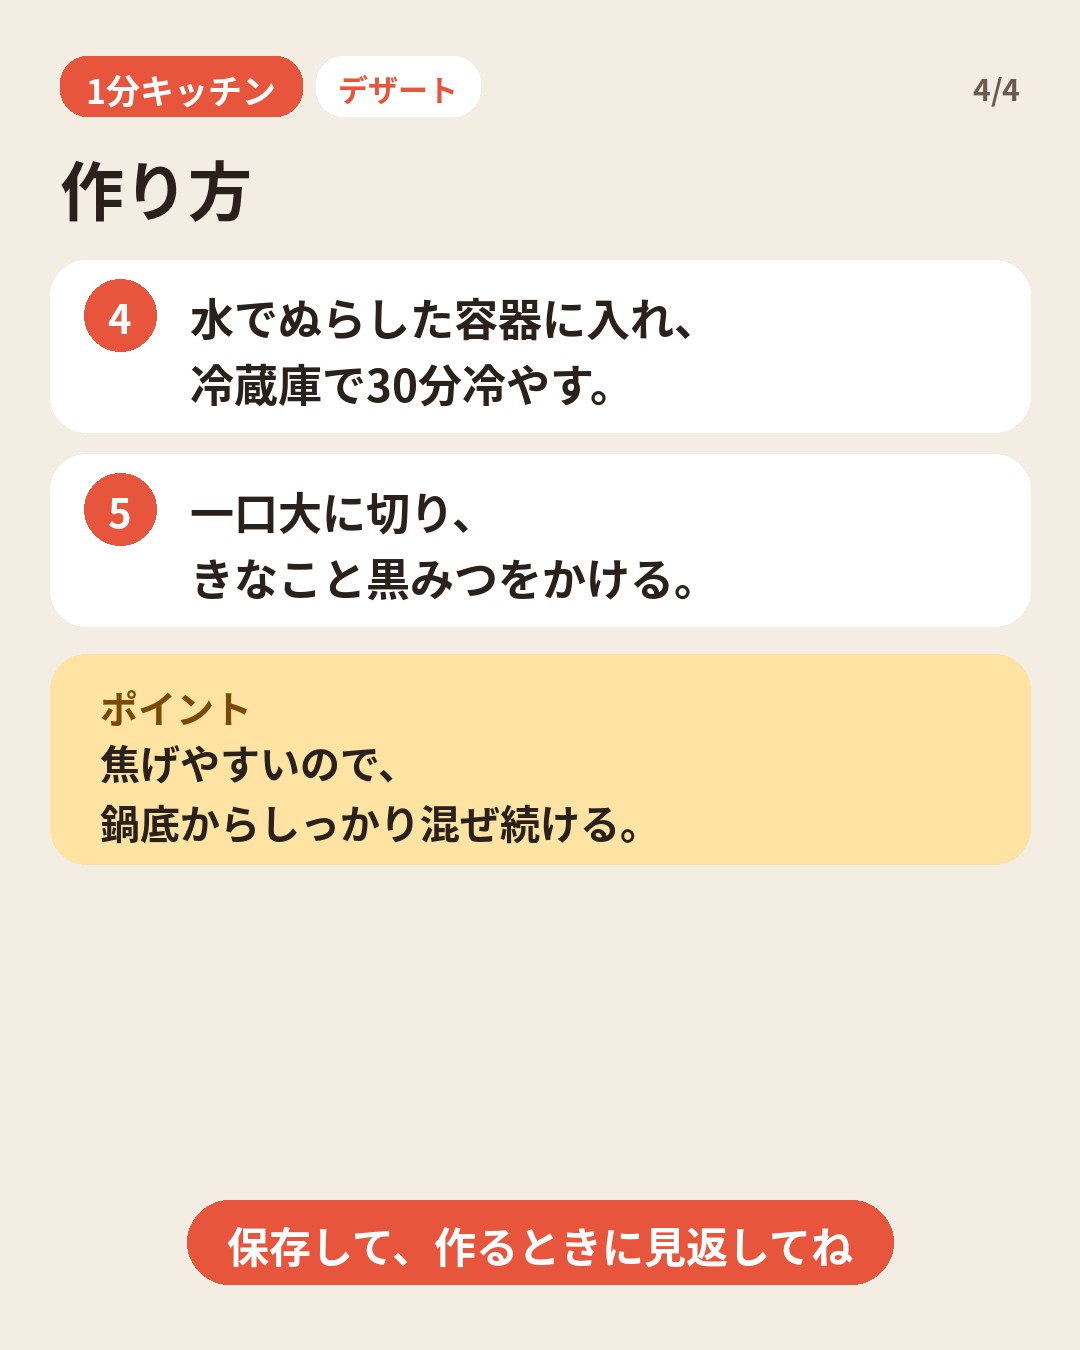 1分キッチン デザート 4/4
作り方
4 水でぬらした容器に入れ、
冷蔵庫で30分冷やす。
5 一口大に切り、
きなこと黒みつをかける。
ポイント
焦げやすいので、
鍋底からしっかり混ぜ続ける。
保存して、作るときに見返してね